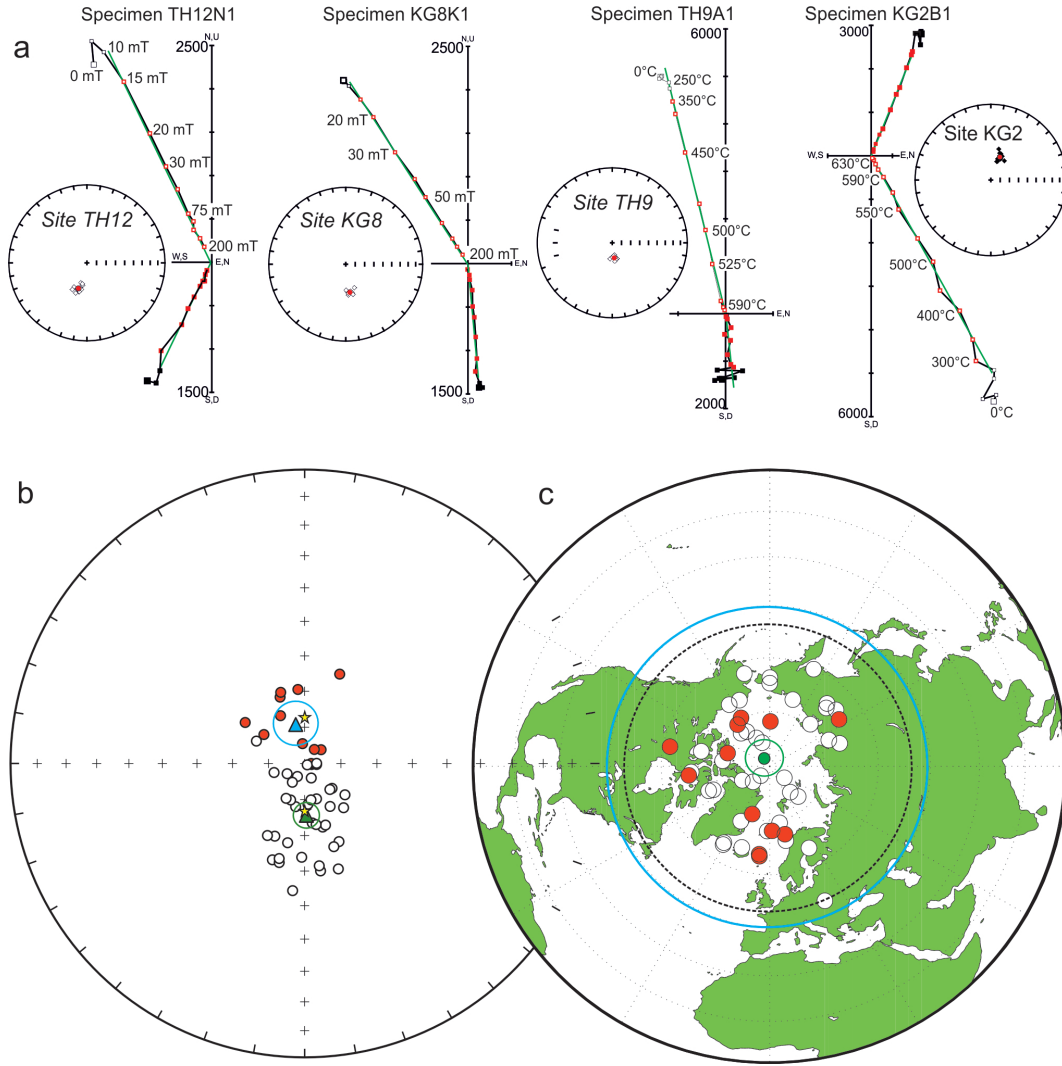 a
Specimen TH12N1
2500
N,U
10 mT
0 mT
15 mT
20 mT
30 mT
75 mT
200 mT
W,S
E,N
1500
S,D
Site TH12
Specimen KG8K1
2500
20 mT
30 mT
50 mT
200 mT
E,N
1500
S,D
Site KG8
Specimen TH9A1
6000
0°C
250°C
350°C
450°C
500°C
525°C
590°C
E,N
2000
S,D
Site TH9
Specimen KG2B1
3000
W,S
E,N
630°C
590°C
550°C
500°C
400°C
300°C
0°C
6000
S,D
Site KG2
b
c